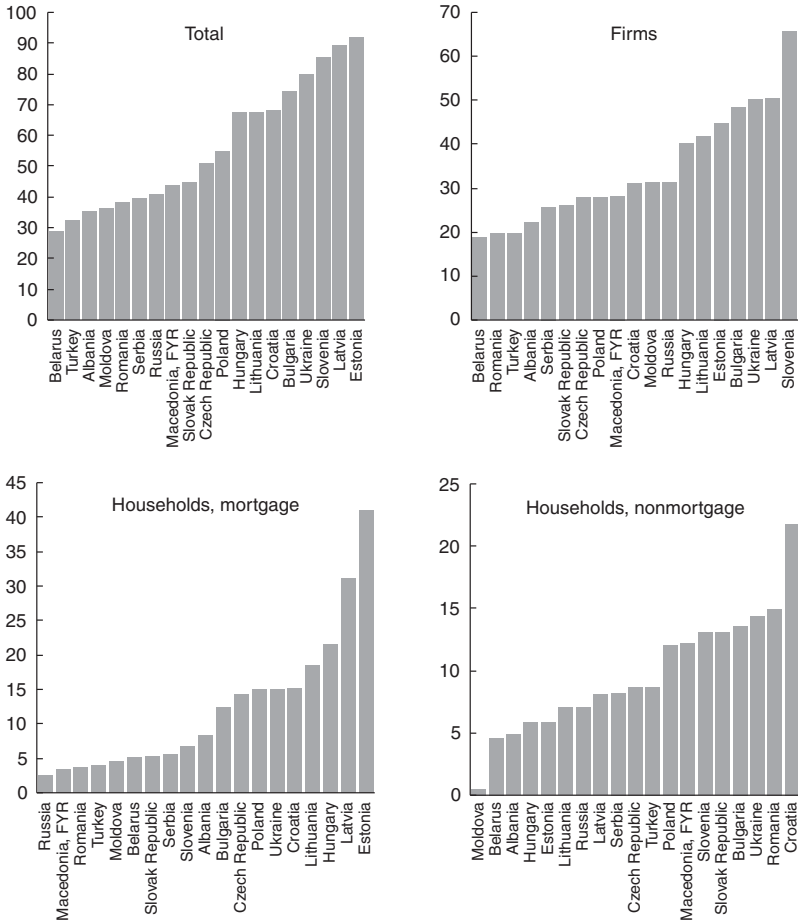 Total
100
90
80
70
60
50
40
30
20
10
0
Belarus
Turkey
Albania
Moldova
Romania
Serbia
Russia
Macedonia, FYR
Slovak Republic
Czech Republic
Poland
Hungary
Lithuania
Croatia
Bulgaria
Ukraine
Slovenia
Latvia
Estonia
Firms
70
60
50
40
30
20
10
0
Belarus
Romania
Turkey
Albania
Serbia
Slovak Republic
Czech Republic
Poland
Macedonia, FYR
Croatia
Moldova
Russia
Hungary
Lithuania
Estonia
Bulgaria
Ukraine
Latvia
Slovenia
Households, mortgage
45
40
35
30
25
20
15
10
5
0
Russia
Macedonia, FYR
Romania
Turkey
Moldova
Belarus
Slovak Republic
Serbia
Slovenia
Albania
Bulgaria
Czech Republic
Poland
Ukraine
Croatia
Lithuania
Hungary
Latvia
Estonia
Households, nonmortgage
25
20
15
10
5
0
Moldova
Belarus
Albania
Hungary
Estonia
Lithuania
Russia
Latvia
Serbia
Czech Republic
Turkey
Poland
Macedonia, FYR
Slovenia
Slovak Republic
Bulgaria
Ukraine
Romania
Croatia